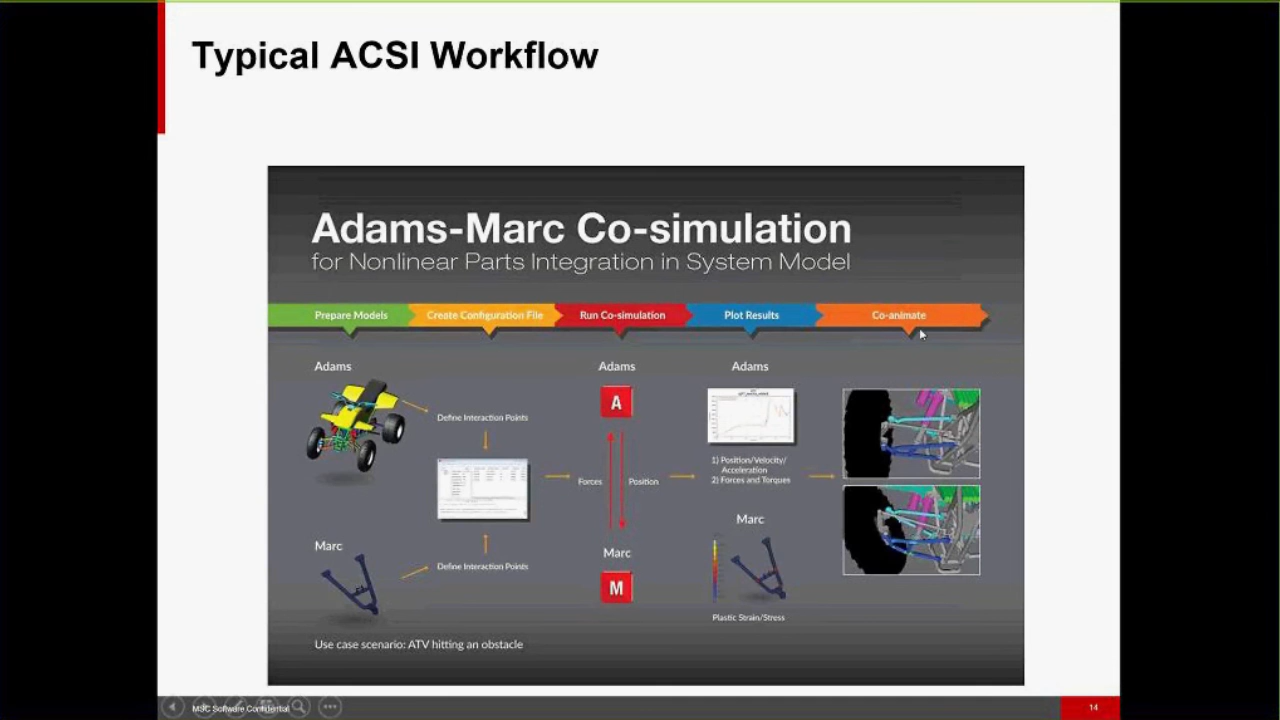 Typical ACSI Workflow
Adams-Marc Co-simulation
for Nonlinear Parts Integration in System Model
Prepare Models
Create Configuration File
Run Co-simulation
Plot Results
Co-animate
Adams
Adams
Adams
A
Define Interaction Points
1) Position/Velocity/
Acceleration
2) Forces and Torques
Forces
Position
Marc
Marc
Marc
M
Define Interaction Points
Plastic Strain/Stress
Use case scenario: ATV hitting an obstacle
MSC Software Confidential
14